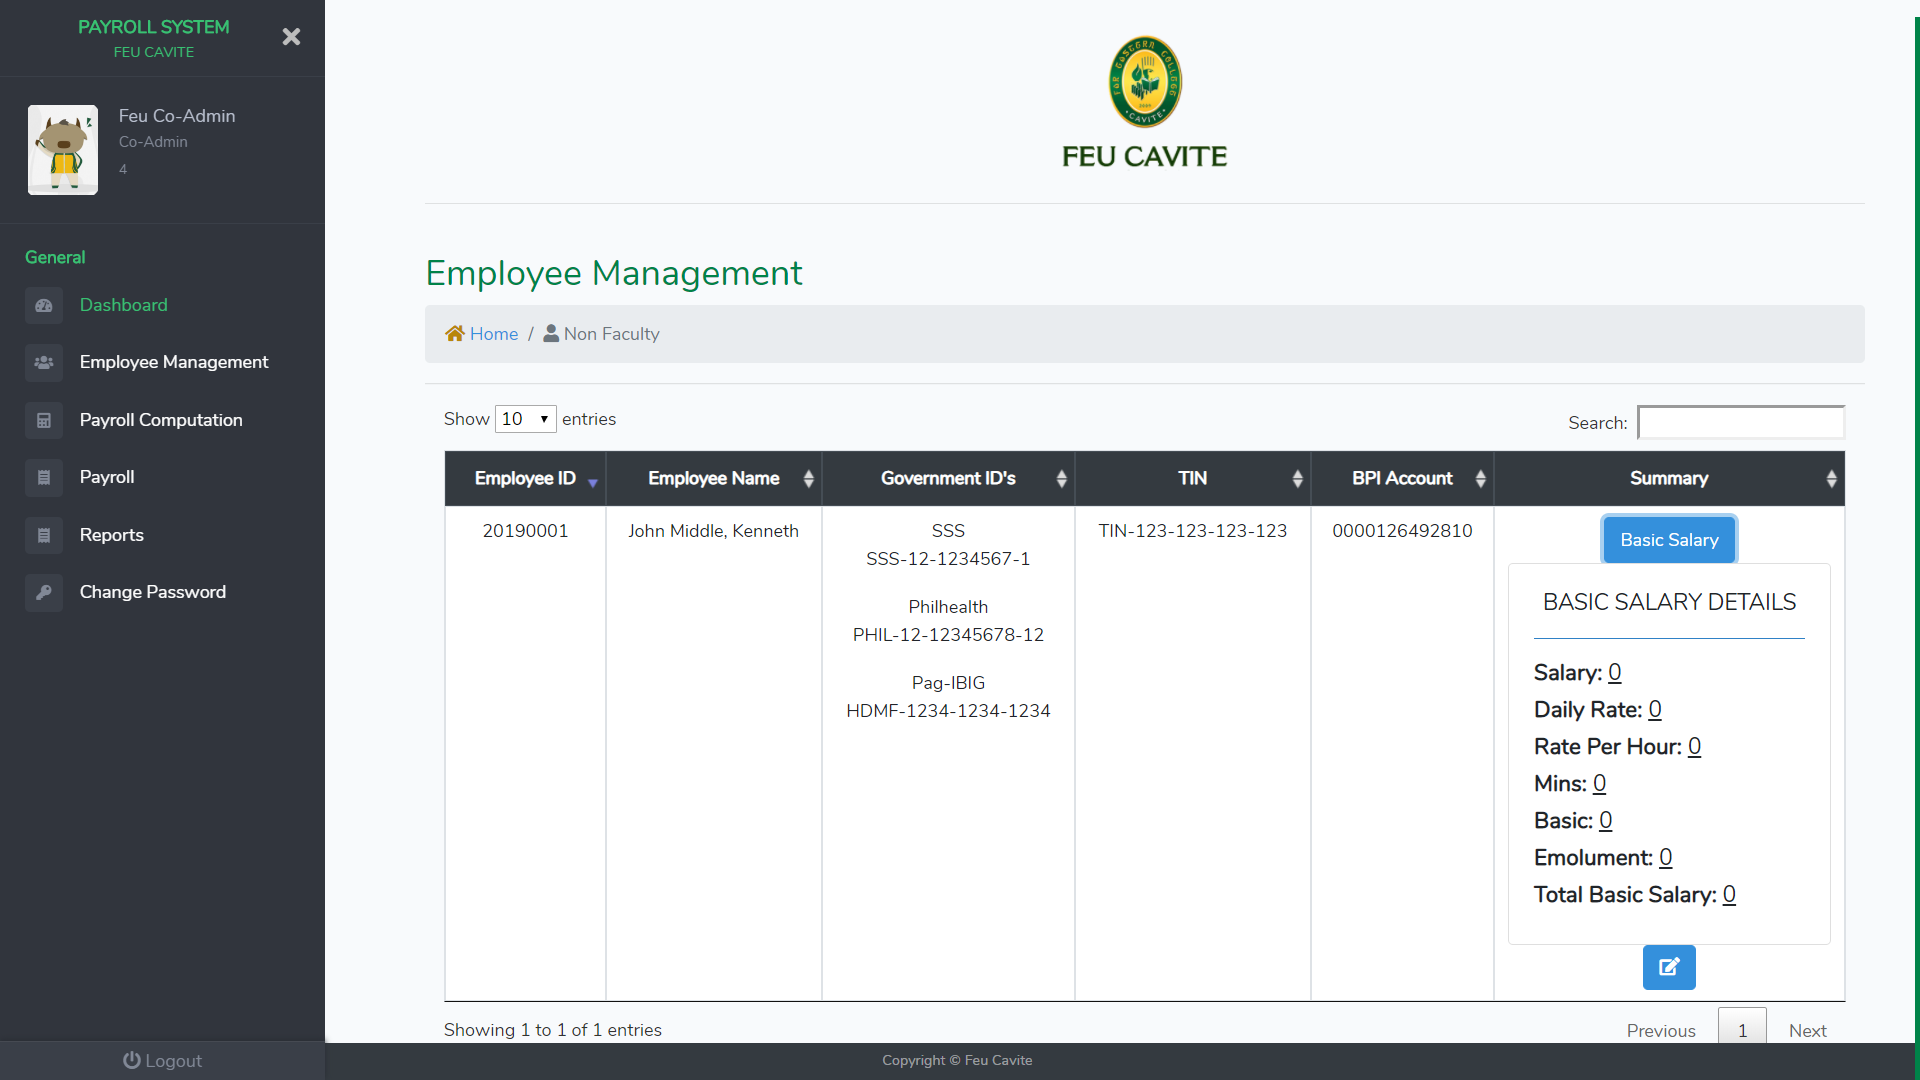 PAYROLL SYSTEM
FEU CAVITE
Feu Co-Admin
Co-Admin
4
General
Dashboard
Employee Management
Payroll Computation
Payroll
Reports
Change Password
Logout
FAR EASTERN COLLEGE
CAVITE
FEU CAVITE
Employee Management
Home / Non Faculty
Show 10 entries
Search:
Employee ID Employee Name Government ID's TIN BPI Account Summary
20190001 John Middle, Kenneth SSS TIN-123-123-123-123 0000126492810 Basic Salary
SSS-12-1234567-1
Philhealth
PHIL-12-12345678-12
Pag-IBIG
HDMF-1234-1234-1234
BASIC SALARY DETAILS
Salary: 0
Daily Rate: 0
Rate Per Hour: 0
Mins: 0
Basic: 0
Emolument: 0
Total Basic Salary: 0
Showing 1 to 1 of 1 entries
Previous 1 Next
Copyright © Feu Cavite